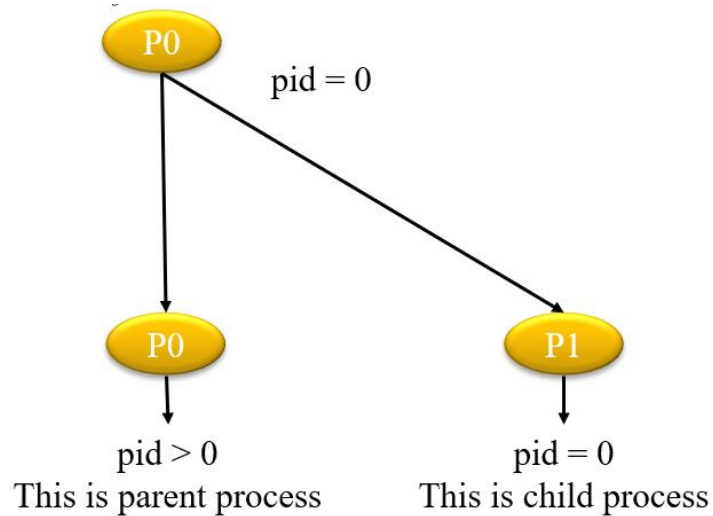 P0
pid = 0
P0
P1
pid > 0
pid = 0
This is parent process
This is child process